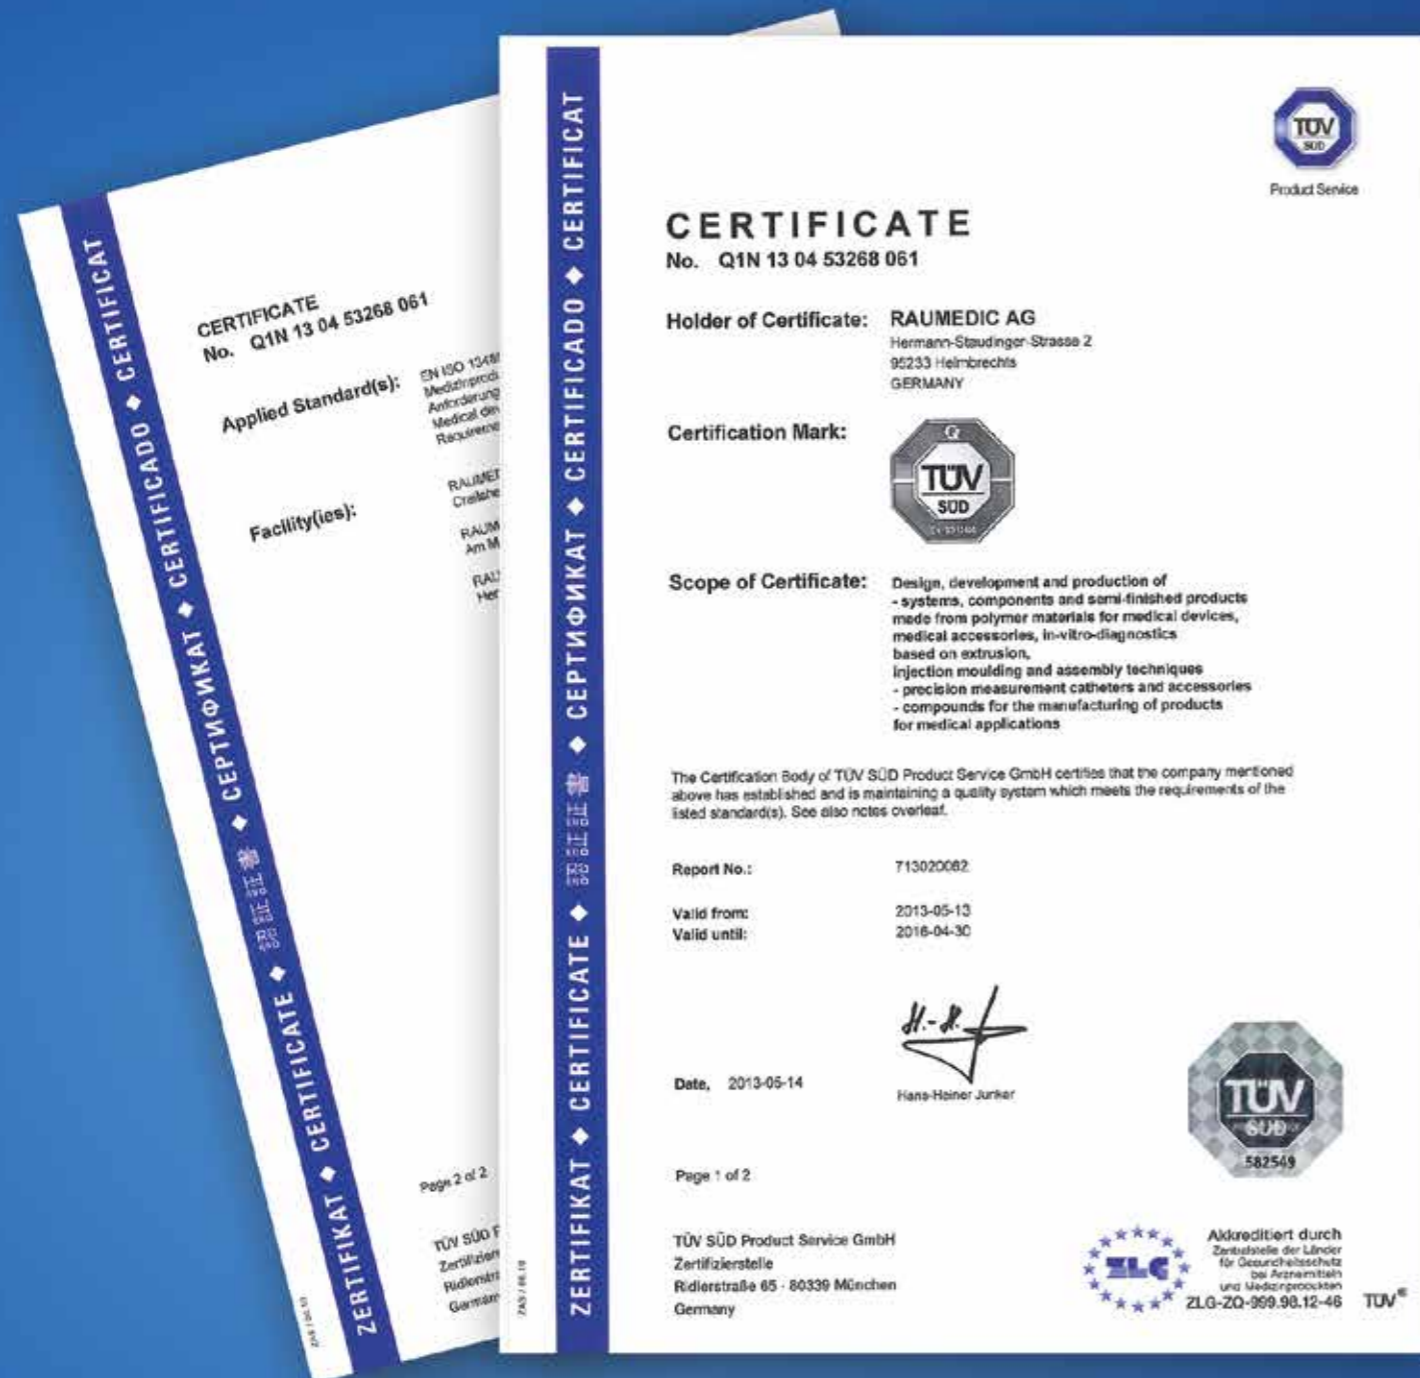 CERTIFICATE
No. Q1N 13 04 53268 061
Applied Standard(s):
EN ISO
Facility(ies):
Am
Page 2 of 2
TÜV SÜD
ZERTIFIKAT ◆ CERTIFICATE ◆ 認証証書 ◆ СЕРТИФИКАТ ◆ CERTIFICADO ◆ CERTIFICAT
ZERTIFIKAT ◆ CERTIFICATE ◆ 認証証書 ◆ СЕРТИФИКАТ ◆ CERTIFICADO ◆ CERTIFICAT
TÜV
SÜD
Product Service
CERTIFICATE
No. Q1N 13 04 53268 061
Holder of Certificate: RAUMEDIC AG
Hermann-Staudinger-Strasse 2
95233 Helmbrechts
GERMANY
Certification Mark:
TÜV
SÜD
Scope of Certificate: Design, development and production of
- systems, components and semi-finished products
made from polymer materials for medical devices,
medical accessories, in-vitro-diagnostics
based on extrusion,
injection moulding and assembly techniques
- precision measurement catheters and accessories
- compounds for the manufacturing of products
for medical applications
The Certification Body of TÜV SÜD Product Service GmbH certifies that the company mentioned
above has established and is maintaining a quality system which meets the requirements of the
listed standard(s). See also notes overleaf.
Report No.: 713020062
Valid from: 2013-05-13
Valid until: 2016-04-30
Date, 2013-05-14
Hans-Heiner Junker
TÜV
SÜD
582549
Page 1 of 2
TÜV SÜD Product Service GmbH
Zertifizierstelle
Ridlerstraße 65 · 80339 München
Germany
ZLG
Akkreditiert durch
Zentralstelle der Länder
für Gesundheitsschutz
bei Arzneimitteln
und Medizinprodukten
ZLG-ZQ-999.98.12-46
TÜV®